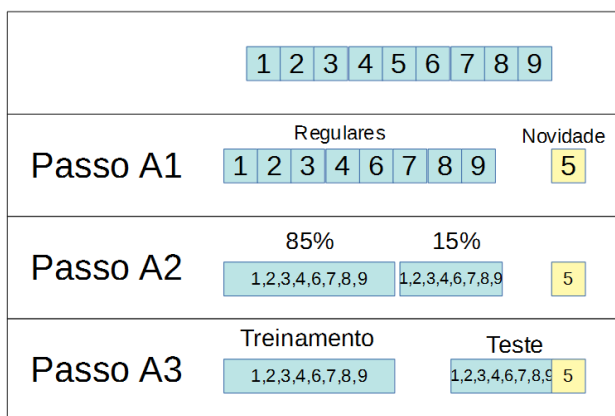 1 2 3 4 5 6 7 8 9
Regulares Novidade
Passo A1 1 2 3 4 6 7 8 9 5
85% 15%
Passo A2 1,2,3,4,6,7,8,9 1,2,3,4,6,7,8,9 5
Treinamento Teste
Passo A3 1,2,3,4,6,7,8,9 1,2,3,4,6,7,8,9 5